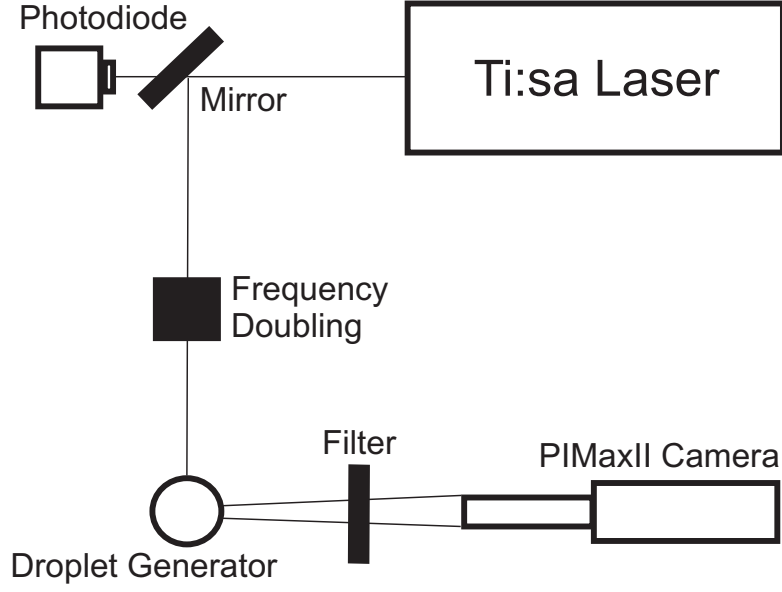 Photodiode
Mirror
Ti:sa Laser
Frequency
Doubling
Filter
PIMaxII Camera
Droplet Generator